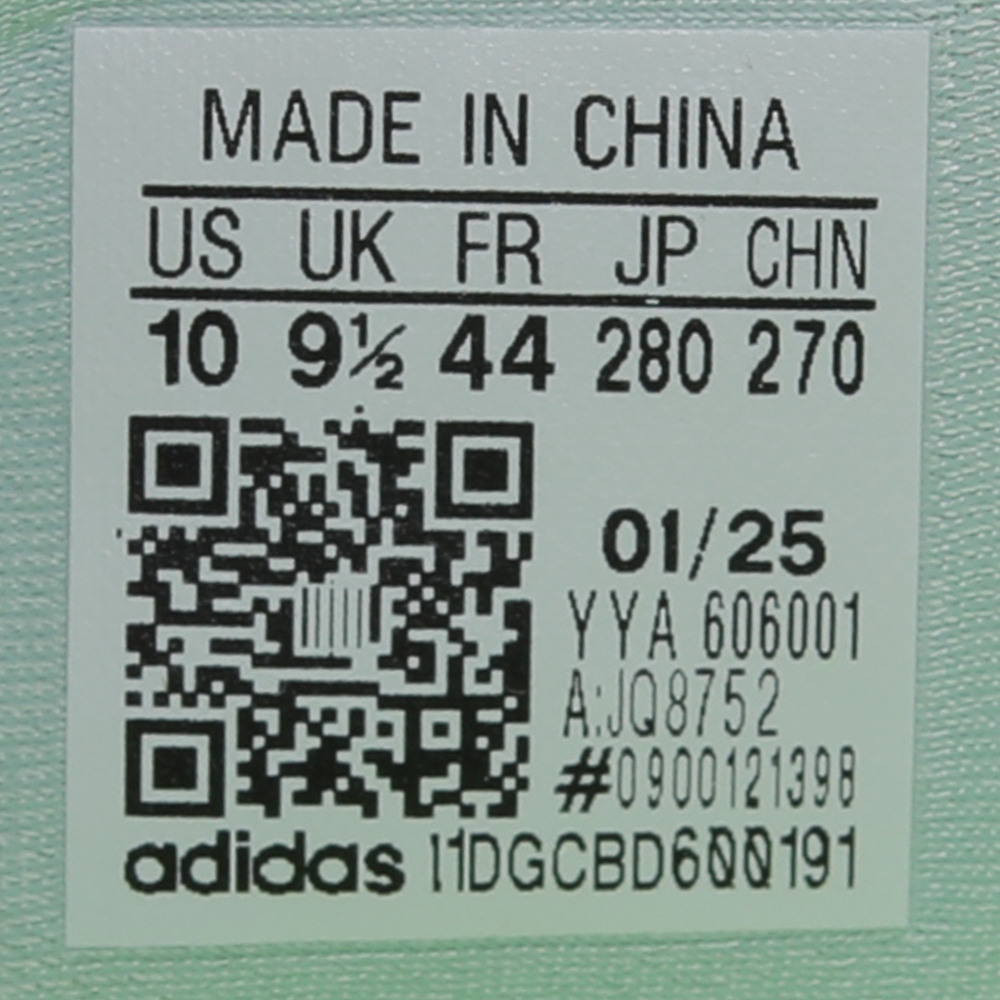 MADE IN CHINA
US UK FR JP CHN
10 9½ 44 280 270
01/25
YYA 606001
A:JQ8752
#0900121398
adidas I1DGCBD600191